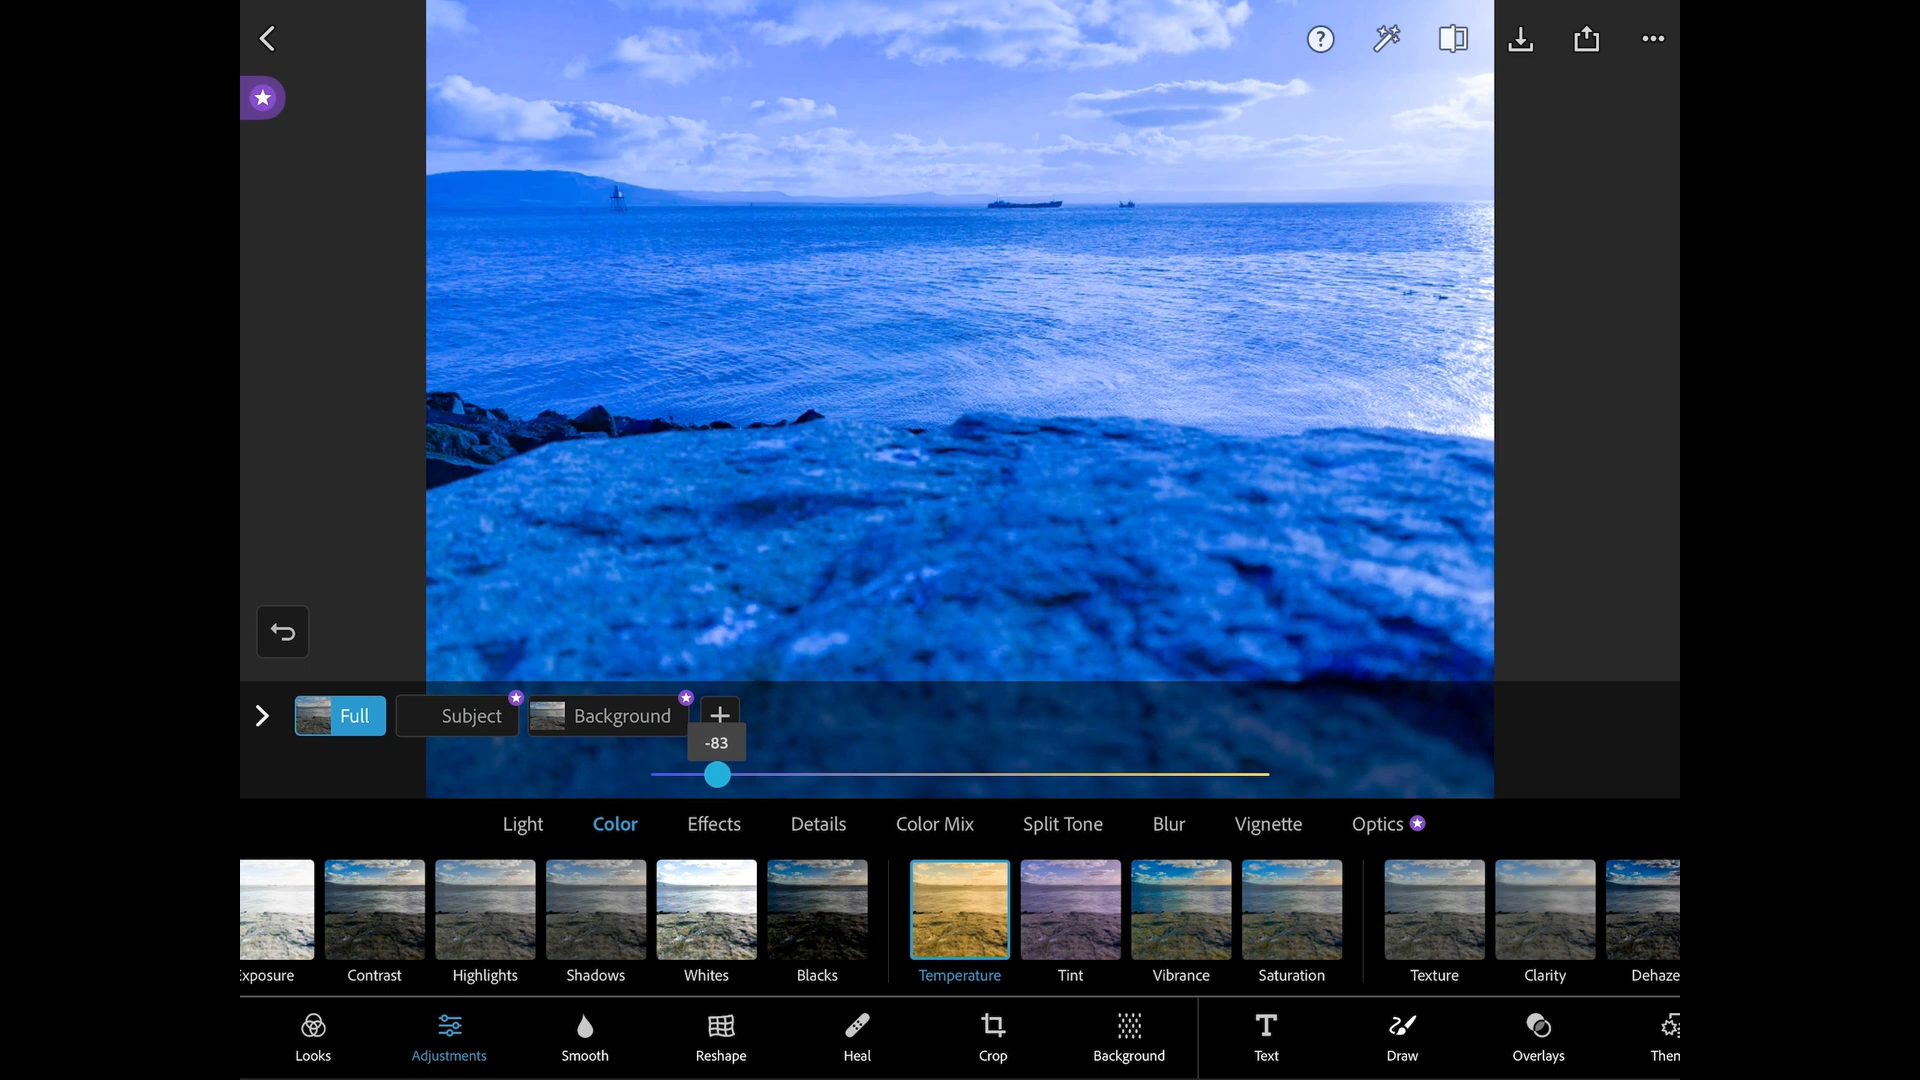 ?
Full
Subject
Background
-83
Light
Color
Effects
Details
Color Mix
Split Tone
Blur
Vignette
Optics
Exposure
Contrast
Highlights
Shadows
Whites
Blacks
Temperature
Tint
Vibrance
Saturation
Texture
Clarity
Dehaze
Looks
Adjustments
Smooth
Reshape
Heal
Crop
Background
Text
Draw
Overlays
Then